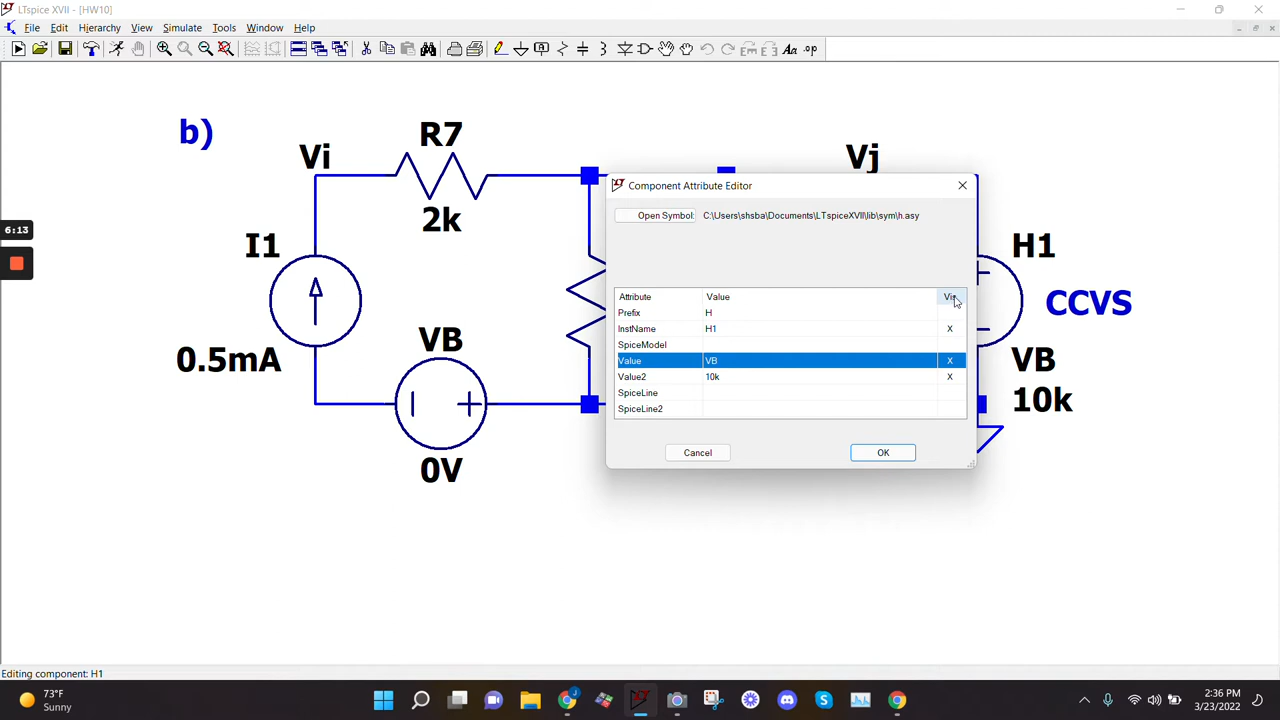 LTspice XVII - [HW10]
File Edit Hierarchy View Simulate Tools Window Help
b)
Vi
R7
2k
Vj
I1
0.5mA
VB
0V
6:13
Component Attribute Editor
Open Symbol: C:\Users\shsba\Documents\LTspiceXVII\lib\sym\h.asy
Attribute Value
Prefix H
InstName H1 X
SpiceModel
Value VB X
Value2 10k X
SpiceLine
SpiceLine2
Cancel OK
H1
CCVS
VB
10k
Editing component: H1
73°F
Sunny
2:36 PM
3/23/2022